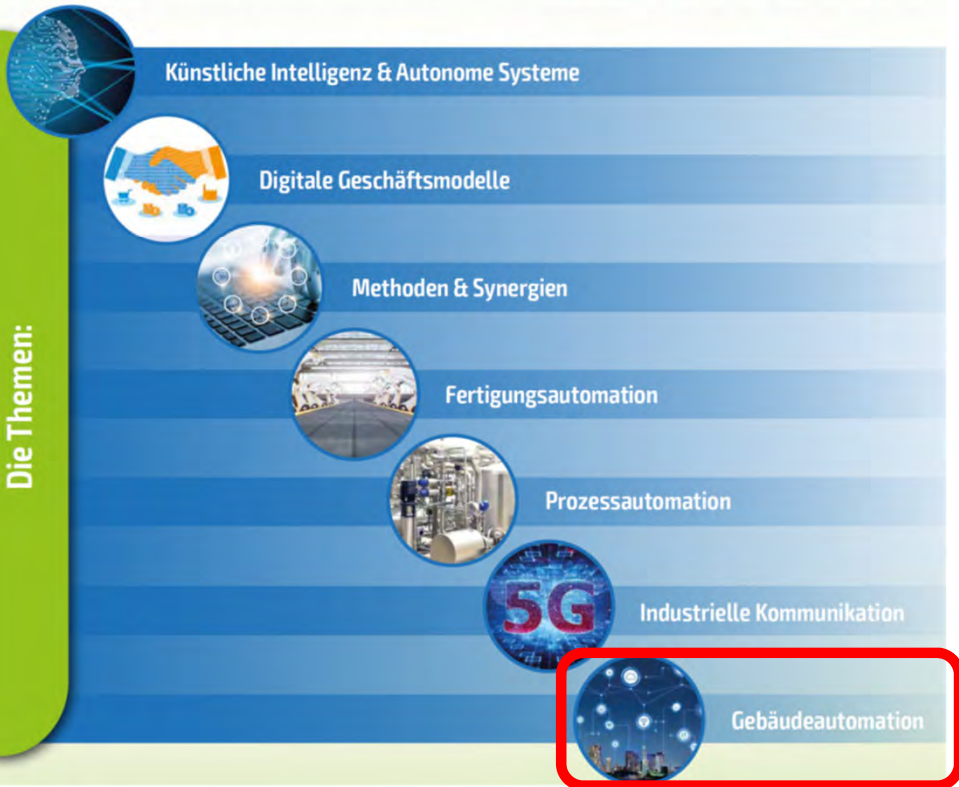 Künstliche Intelligenz & Autonome Systeme
Digitale Geschäftsmodelle
Methoden & Synergien
Die Themen:
Fertigungsautomation
Prozessautomation
5G
Industrielle Kommunikation
Gebäudeautomation